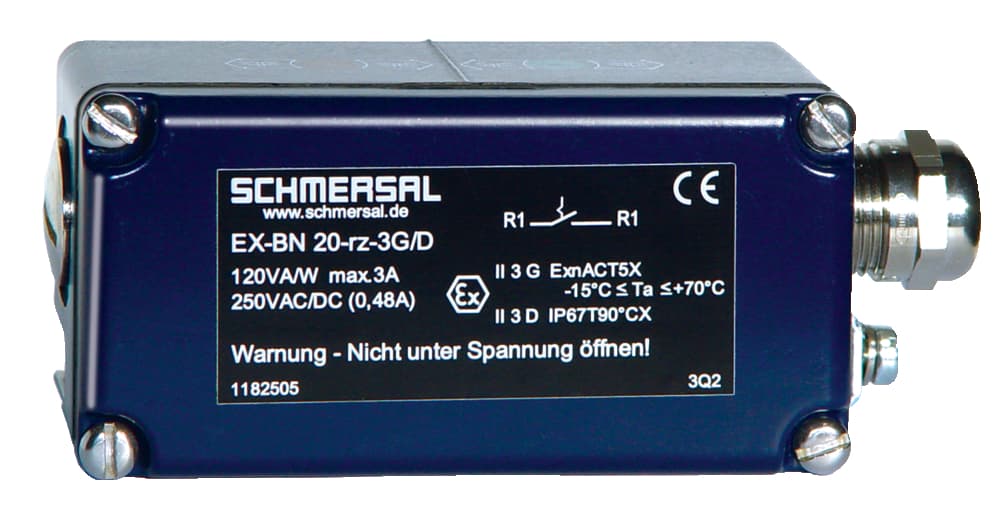 SCHMERSAL
www.schmersal.de
EX-BN 20-rz-3G/D
120VA/W max.3A
250VAC/DC (0,48A)
CE
R1 R1
Ex
II 3 G ExnACT5X
-15°C ≤ Ta ≤+70°C
II 3 D IP67T90°CX
Warnung - Nicht unter Spannung öffnen!
1182505 3Q2